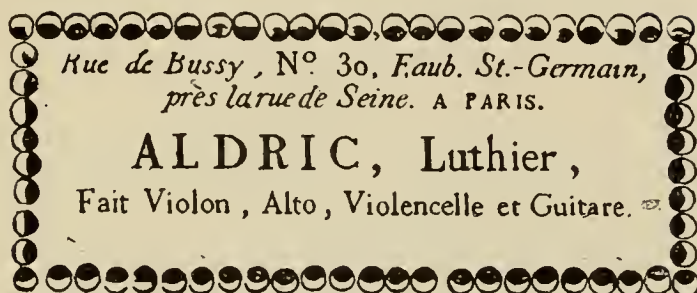 Rue de Bussy, Nº 30, Faub. St.-Germain,
près la rue de Seine. A PARIS.
ALDRIC, Luthier,
Fait Violon, Alto, Violencelle et Guitare.